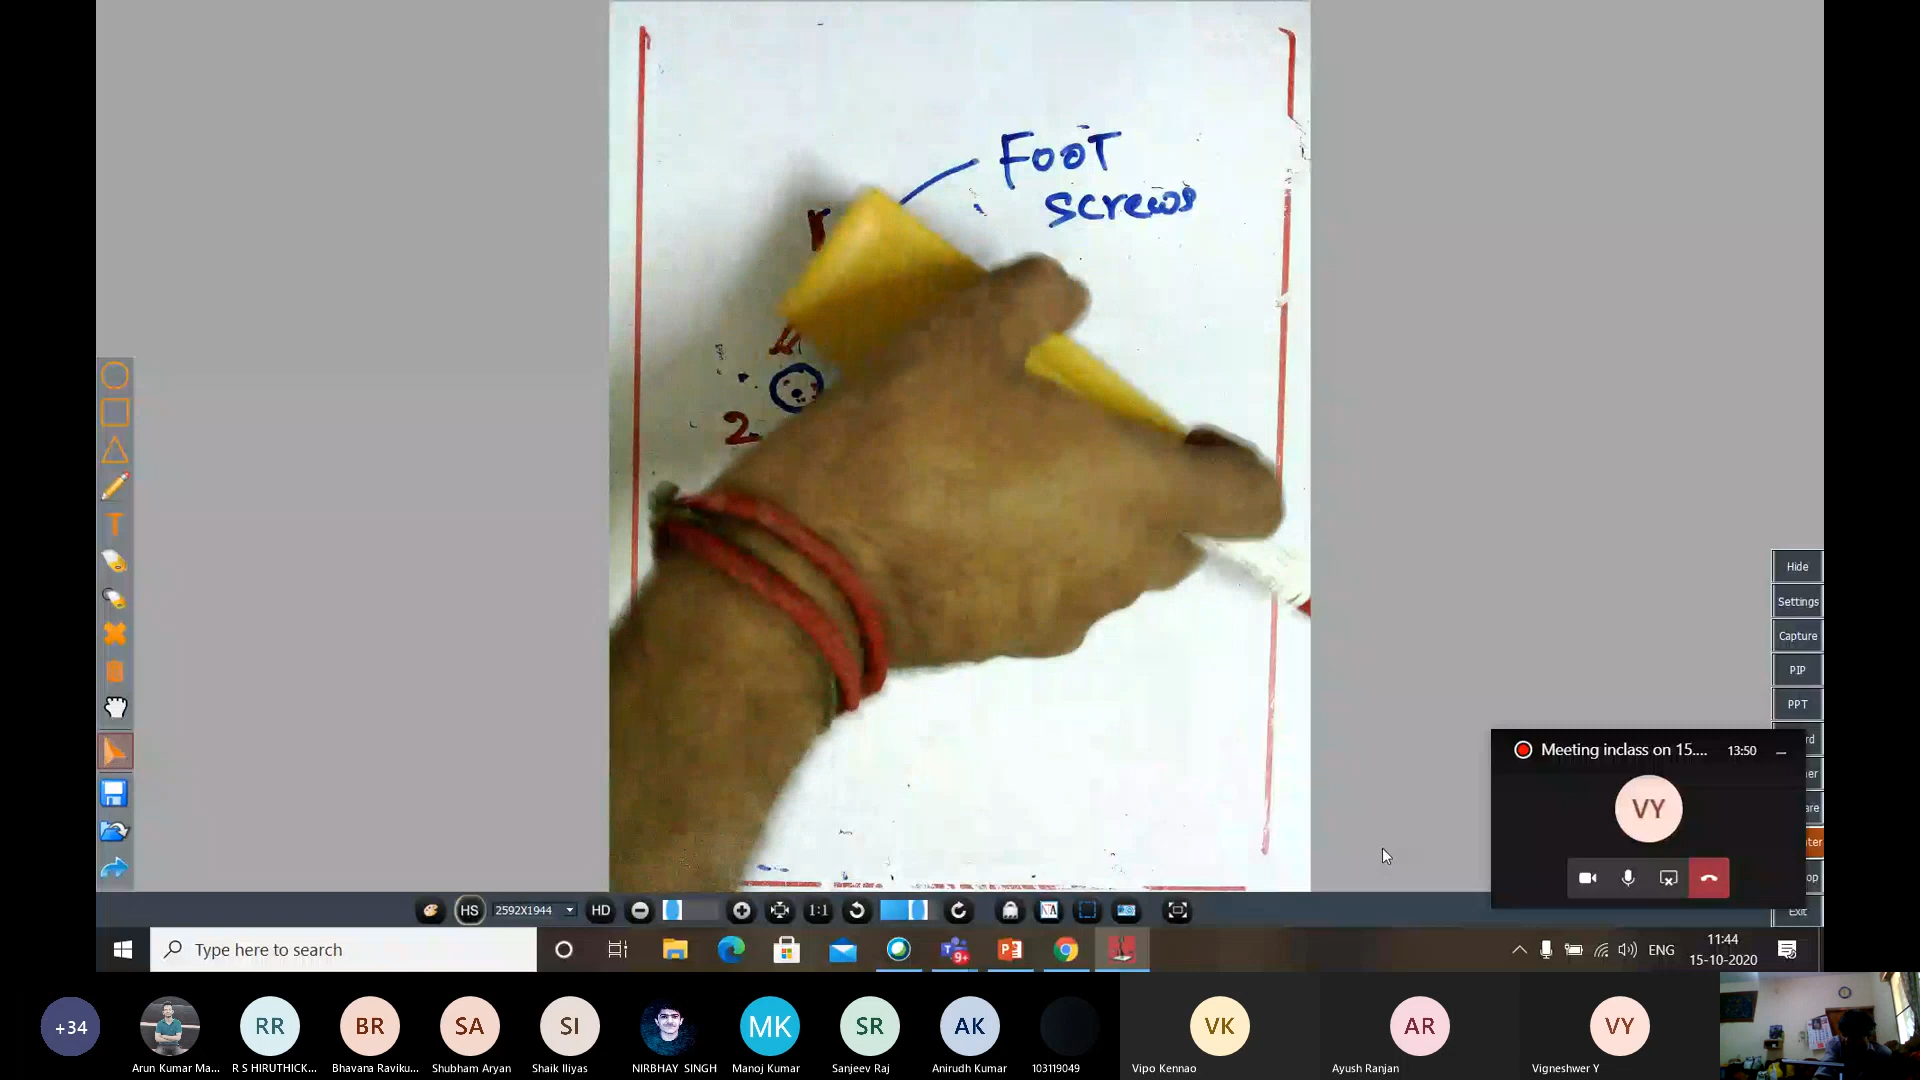 FOOT
screws
2
Hide
Settings
Capture
PIP
PPT
Exit
Meeting inclass on 15.... 13:50
VY
HS 2592X1944 HD 1:1
Type here to search
9+
ENG
11:44
15-10-2020
+34 RR BR SA SI MK SR AK VK AR VY
Arun Kumar Ma... R S HIRUTHICK... Bhavana Raviku... Shubham Aryan Shaik Iliyas NIRBHAY SINGH Manoj Kumar Sanjeev Raj Anirudh Kumar 103119049 Vipo Kennao Ayush Ranjan Vigneshwer Y